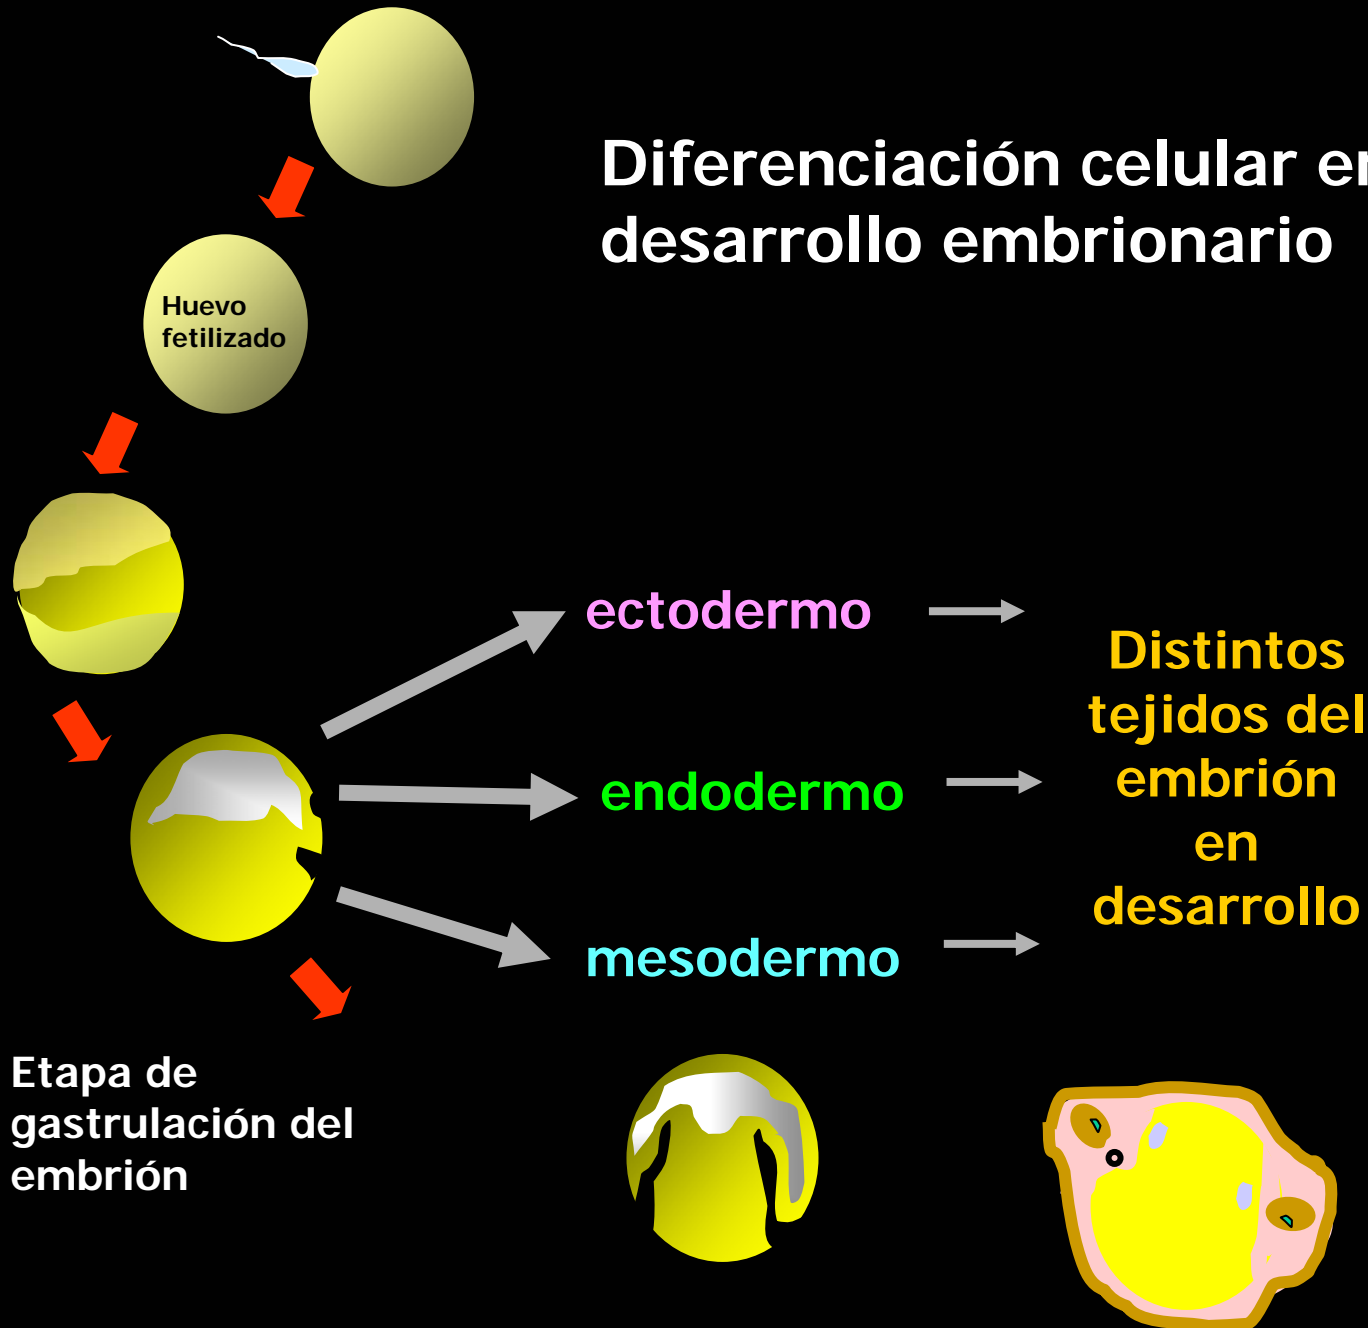 Diferenciación celular en
desarrollo embrionario
Huevo
fetilizado
ectodermo
endodermo
mesodermo
Distintos
tejidos del
embrión
en
desarrollo
Etapa de
gastrulación del
embrión